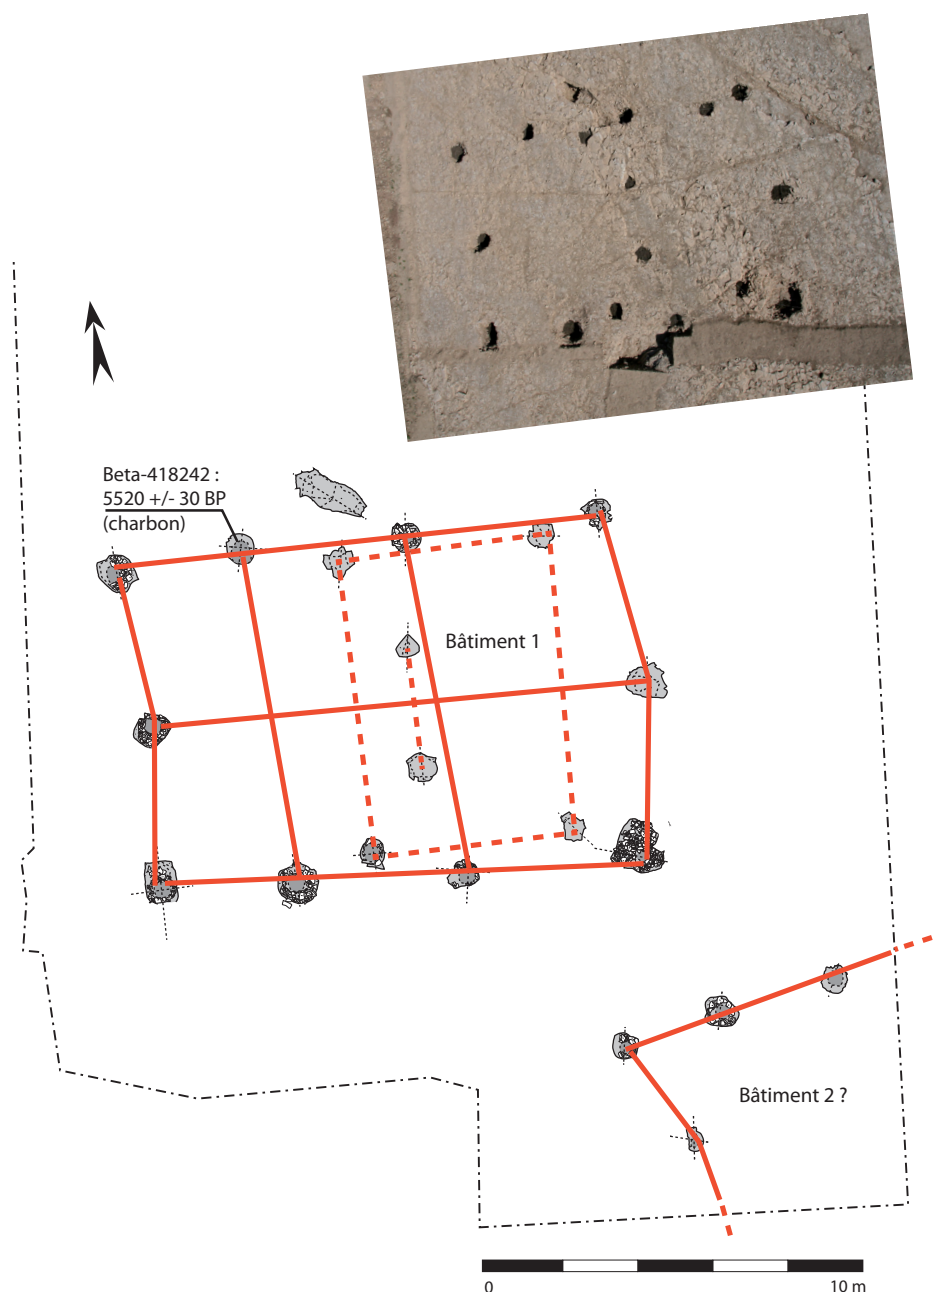 Beta-418242 :
5520 +/- 30 BP
(charbon)
Bâtiment 1
Bâtiment 2 ?
0
10 m